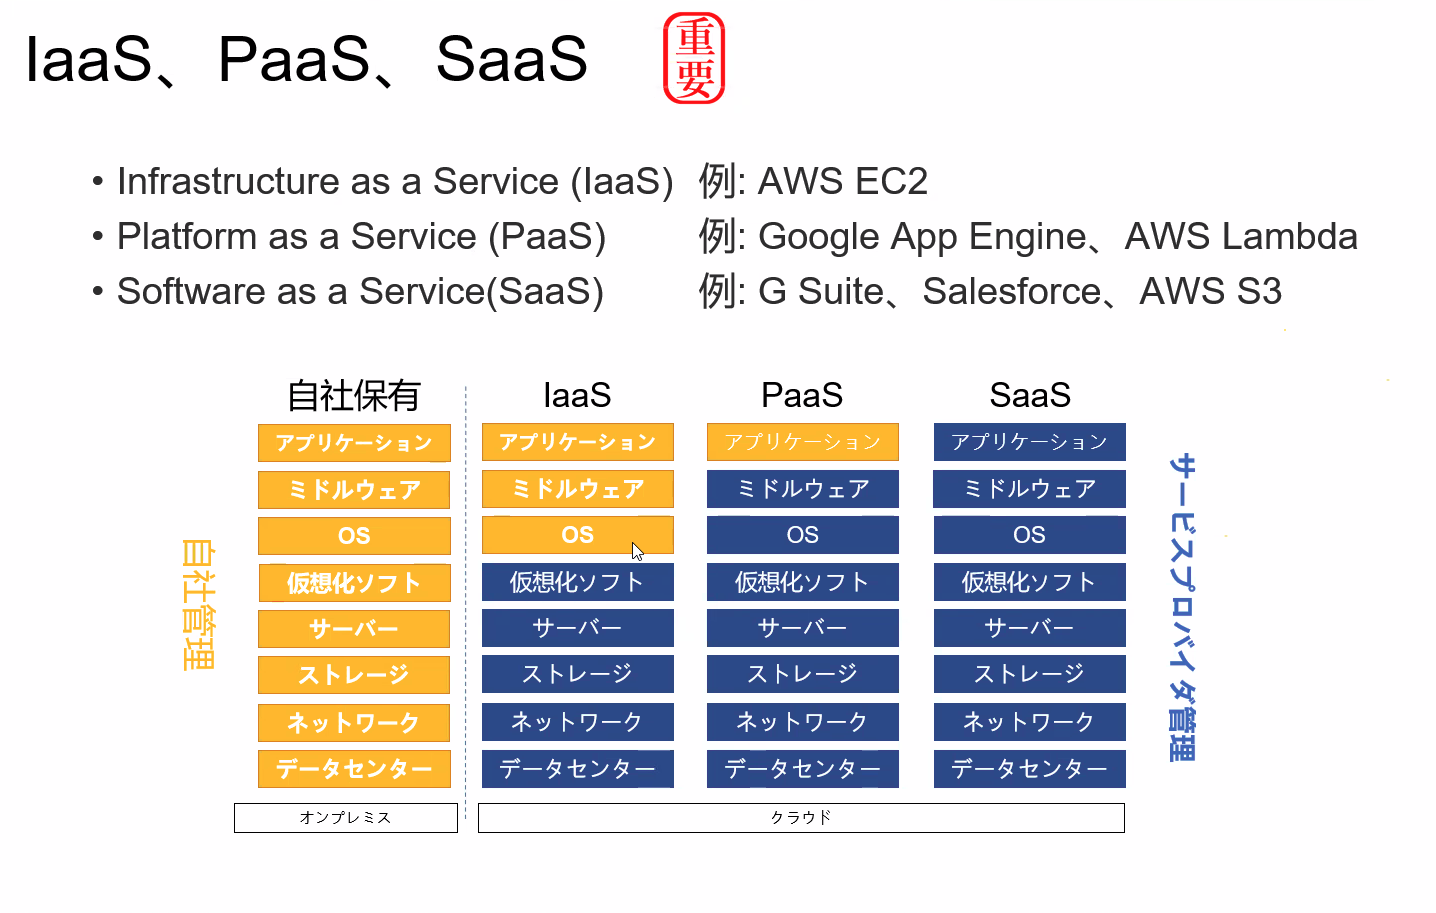 IaaS、PaaS、SaaS
重要
• Infrastructure as a Service (IaaS) 例: AWS EC2
• Platform as a Service (PaaS) 例: Google App Engine、AWS Lambda
• Software as a Service(SaaS) 例: G Suite、Salesforce、AWS S3
自社保有 IaaS PaaS SaaS
アプリケーション アプリケーション アプリケーション アプリケーション
ミドルウェア ミドルウェア ミドルウェア ミドルウェア
OS OS OS OS
仮想化ソフト 仮想化ソフト 仮想化ソフト 仮想化ソフト
サーバー サーバー サーバー サーバー
ストレージ ストレージ ストレージ ストレージ
ネットワーク ネットワーク ネットワーク ネットワーク
データセンター データセンター データセンター データセンター
オンプレミス クラウド
自社管理
サービスプロバイダ管理